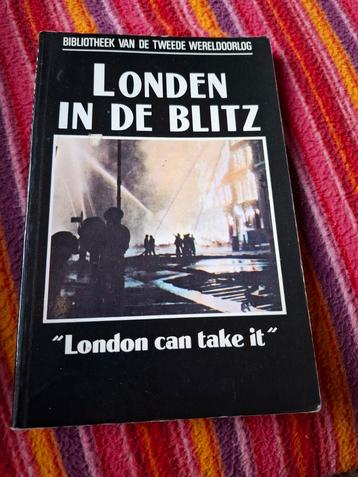 BIBLIOTHEEK VAN DE TWEEDE WERELDOORLOG
LONDEN
IN DE BLITZ
"London can take it"